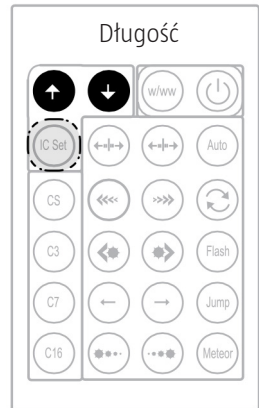 Długość
w/ww
IC Set
Auto
CS
C3
Flash
C7
Jump
C16
Meteor